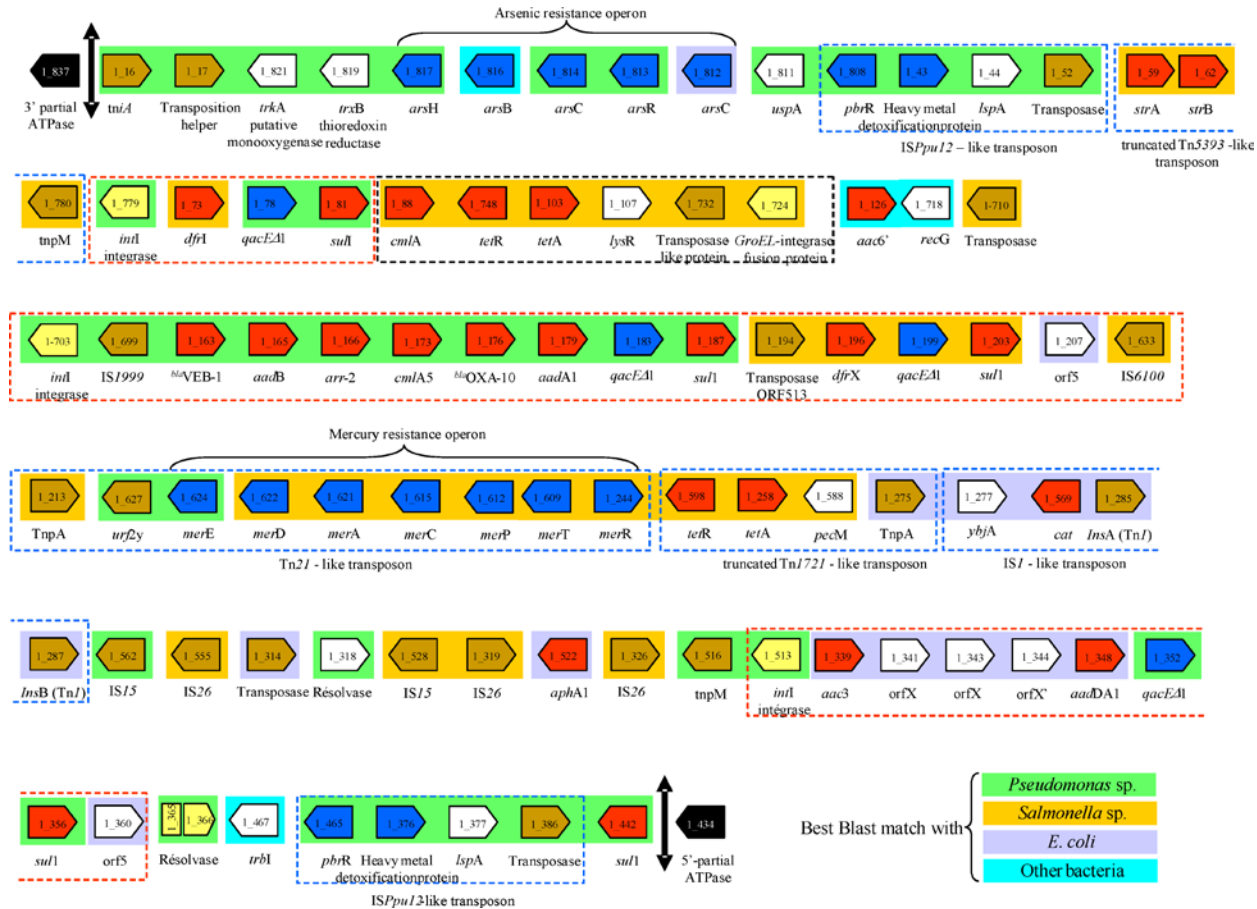 Arsenic resistance operon
1_837 1_16 1_17 1_821 1_819 1_817 1_816 1_814 1_813 1_812 1_811 1_808 1_43 1_44 1_52 1_59 1_62
3' partial ATPase tniA Transposition helper trkA putative monooxygenase trxB thioredoxin reductase arsH arsB arsC arsR arsC uspA pbrR Heavy metal detoxificationprotein lspA Transposase strA strB
ISPpu12 – like transposon truncated Tn5393 -like transposon
1_780 1_779 1_73 1_78 1_81 1_88 1_748 1_103 1_107 1_732 1_724 1_126 1_718 1-710
tnpM intI integrase dfrI qacEΔ1 sulI cmlA tetR tetA lysR Transposase like protein GroEL-integrase fusion protein aac6' recG Transposase
1-703 1_699 1_163 1_165 1_166 1_173 1_176 1_179 1_183 1_187 1_194 1_196 1_199 1_203 1_207 1_633
intI integrase IS1999 blaVEB-1 aadB arr-2 cmlA5 blaOXA-10 aadA1 qacEΔ1 sul1 Transposase ORF513 dfrX qacEΔ1 sul1 orf5 IS6100
Mercury resistance operon
1_213 1_627 1_624 1_622 1_621 1_615 1_612 1_609 1_244 1_598 1_258 1_588 1_275 1_277 1_569 1_285
TnpA urf2y merE merD merA merC merP merT merR tetR tetA pecM TnpA ybjA cat InsA (Tn1)
Tn21 - like transposon truncated Tn1721 - like transposon IS1 - like transposon
1_287 1_562 1_555 1_314 1_318 1_528 1_319 1_522 1_326 1_516 1_513 1_339 1_341 1_343 1_344 1_348 1_352
InsB (Tn1) IS15 IS26 Transposase Résolvase IS15 IS26 aphA1 IS26 tnpM intI intégrase aac3 orfX orfX orfX' aadDA1 qacEΔ1
1_356 1_360 1_365 1_366 1_467 1_465 1_376 1_377 1_386 1_442 1_434
sul1 orf5 Résolvase trbI pbrR Heavy metal detoxificationprotein lspA Transposase sul1 5'-partial ATPase
ISPpu12-like transposon
Best Blast match with
Pseudomonas sp.
Salmonella sp.
E. coli
Other bacteria